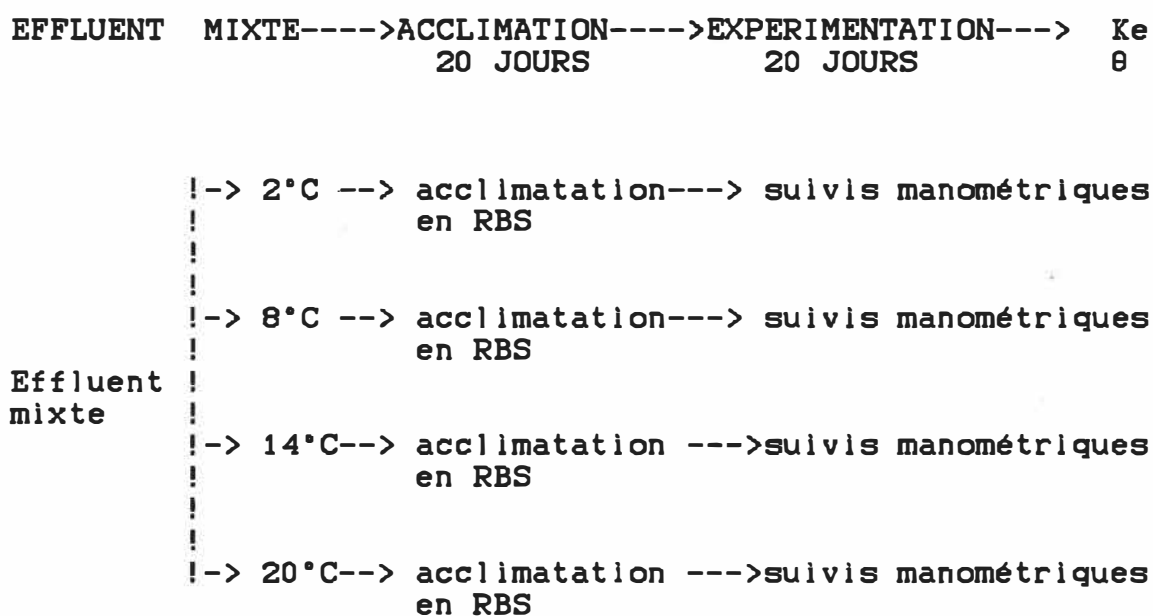 EFFLUENT MIXTE---->ACCLIMATION---->EXPERIMENTATION---> Ke
20 JOURS 20 JOURS θ
!-> 2°C --> acclimatation---> suivis manométriques
! en RBS
!
!
!-> 8°C --> acclimatation---> suivis manométriques
! en RBS
Effluent !
mixte !
!-> 14°C--> acclimatation --->suivis manométriques
! en RBS
!
!
!-> 20°C--> acclimatation --->suivis manométriques
en RBS